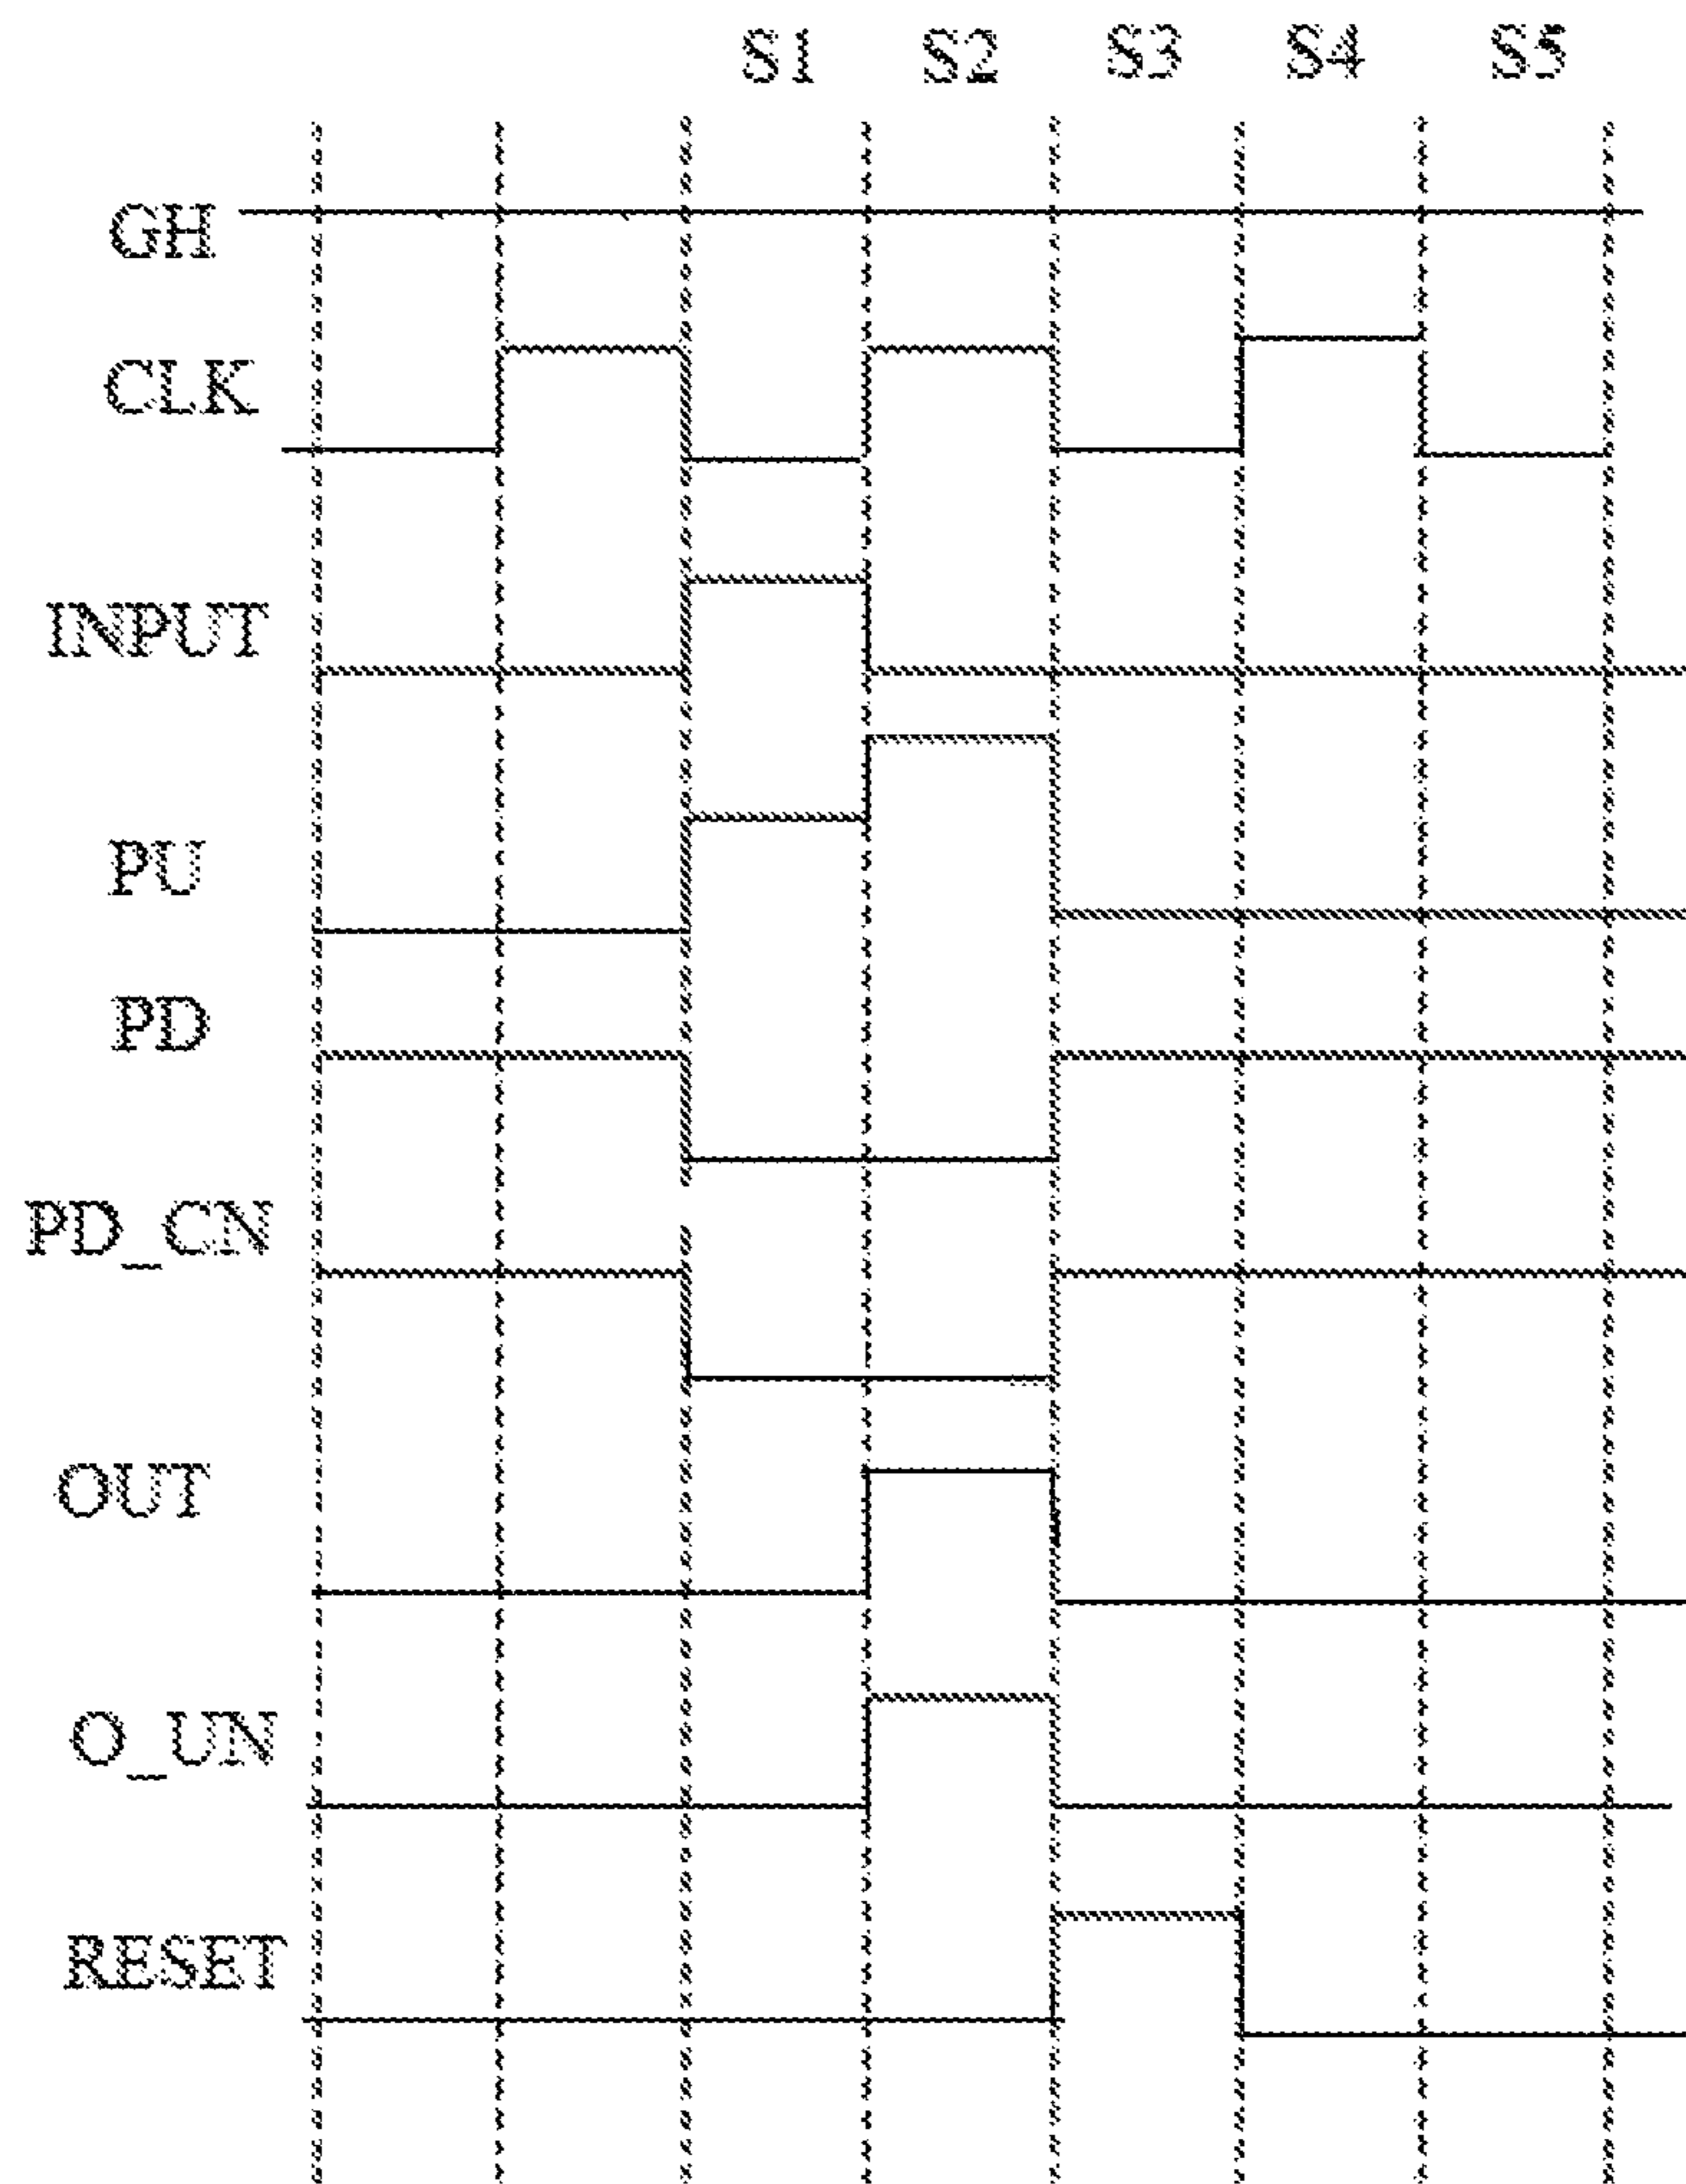 S1 S2 S3 S4 S5
GH
CLK
INPUT
PU
PD
PD_CN
OUT
O_UN
RESET